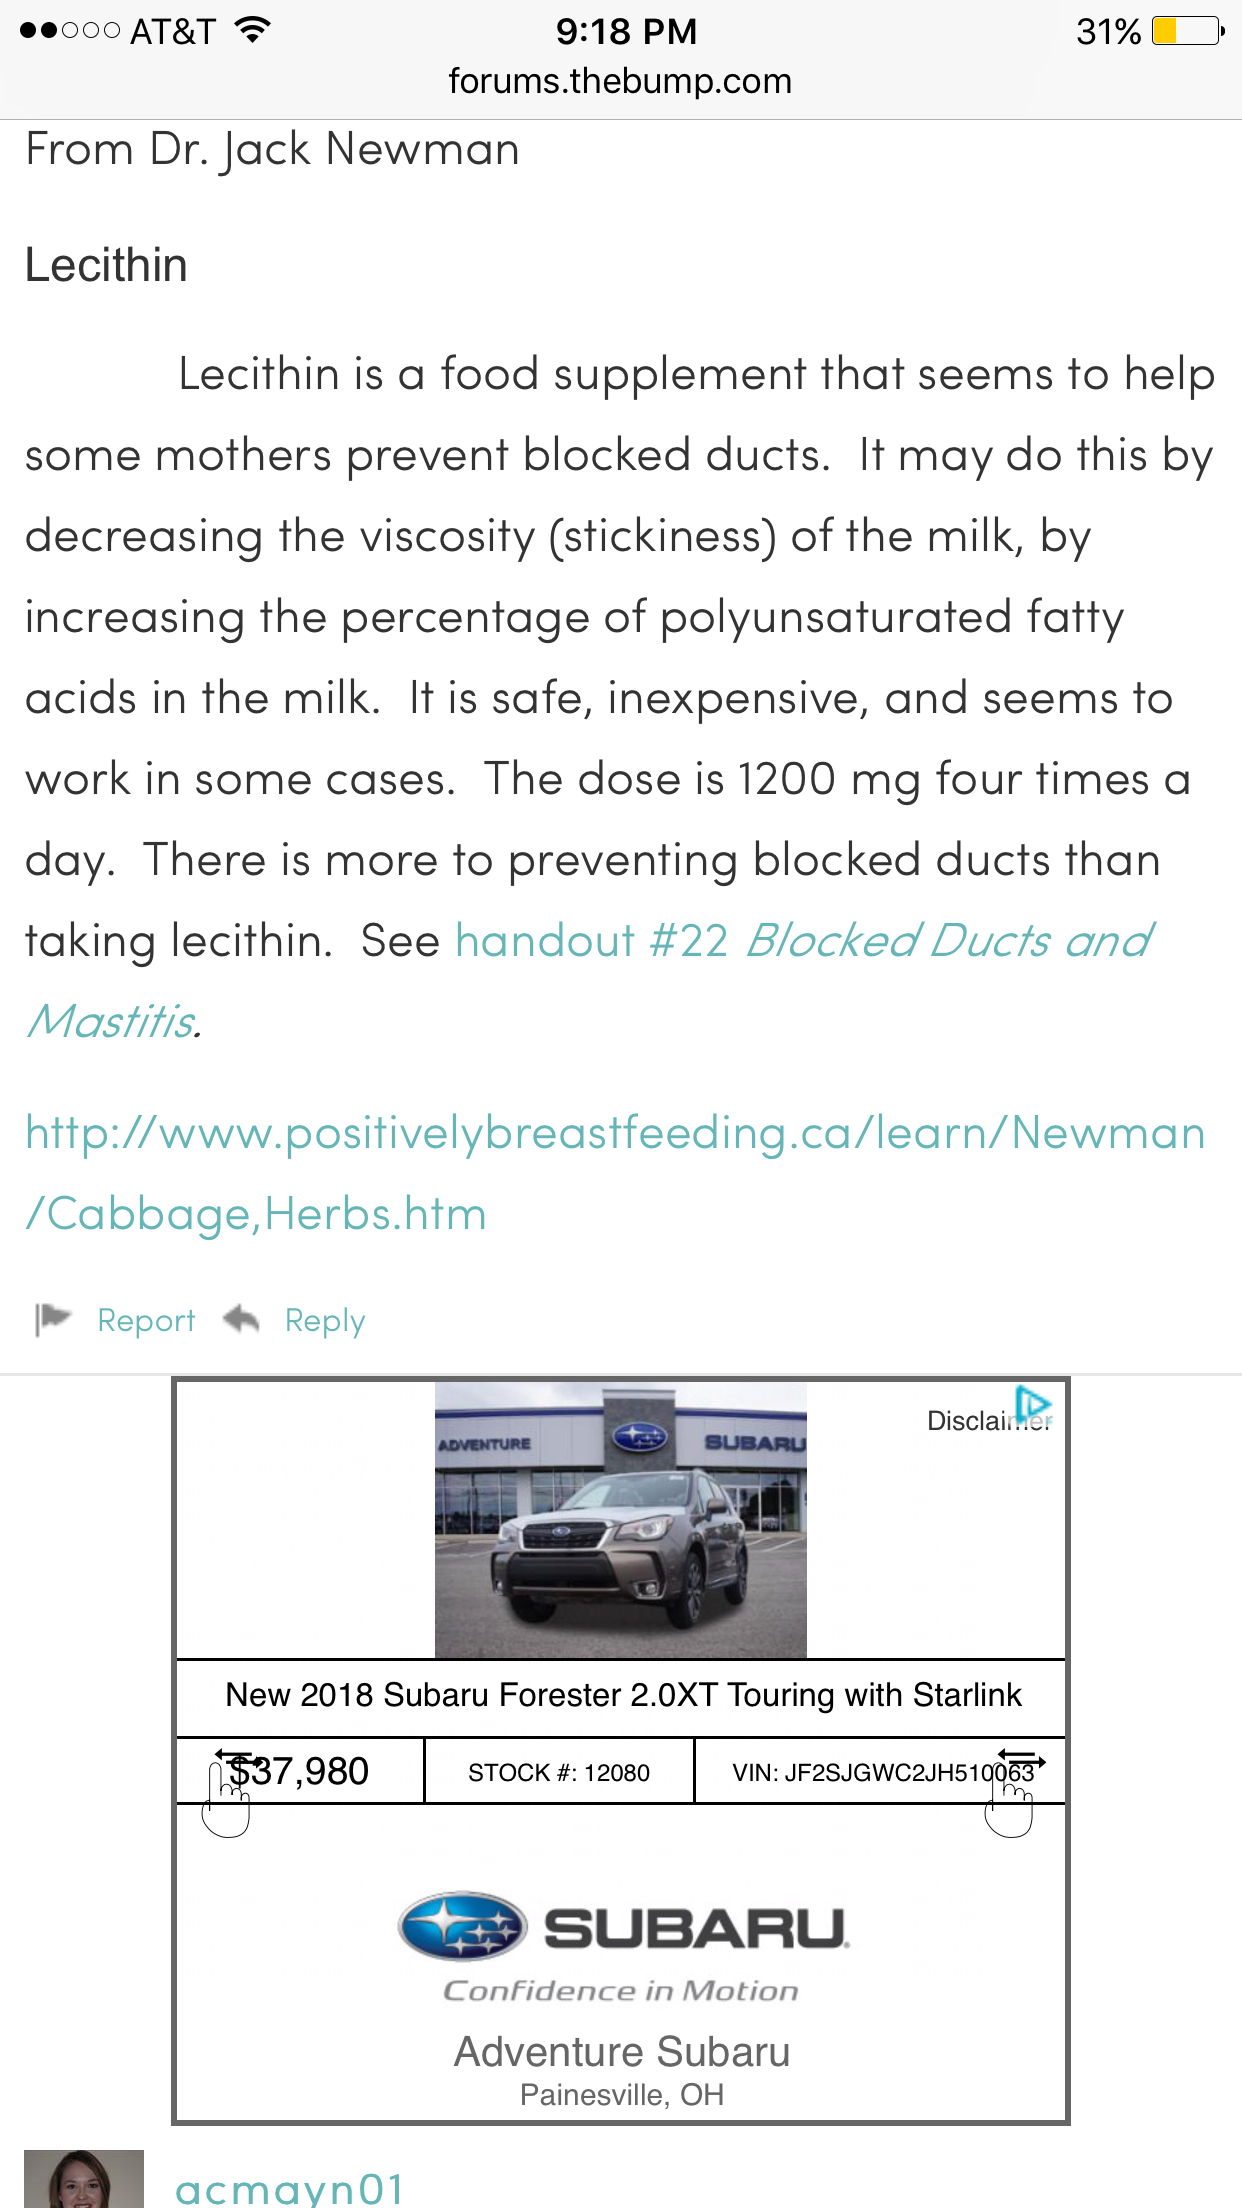 AT&T 9:18 PM 31%
forums.thebump.com
From Dr. Jack Newman
Lecithin
Lecithin is a food supplement that seems to help
some mothers prevent blocked ducts. It may do this by
decreasing the viscosity (stickiness) of the milk, by
increasing the percentage of polyunsaturated fatty
acids in the milk. It is safe, inexpensive, and seems to
work in some cases. The dose is 1200 mg four times a
day. There is more to preventing blocked ducts than
taking lecithin. See handout #22 Blocked Ducts and
Mastitis.
http://www.positivelybreastfeeding.ca/learn/Newman
/Cabbage,Herbs.htm
Report Reply
Disclaimer
ADVENTURE SUBARU
New 2018 Subaru Forester 2.0XT Touring with Starlink
$37,980 STOCK #: 12080 VIN: JF2SJGWC2JH510063
SUBARU
Confidence in Motion
Adventure Subaru
Painesville, OH
acmayn01